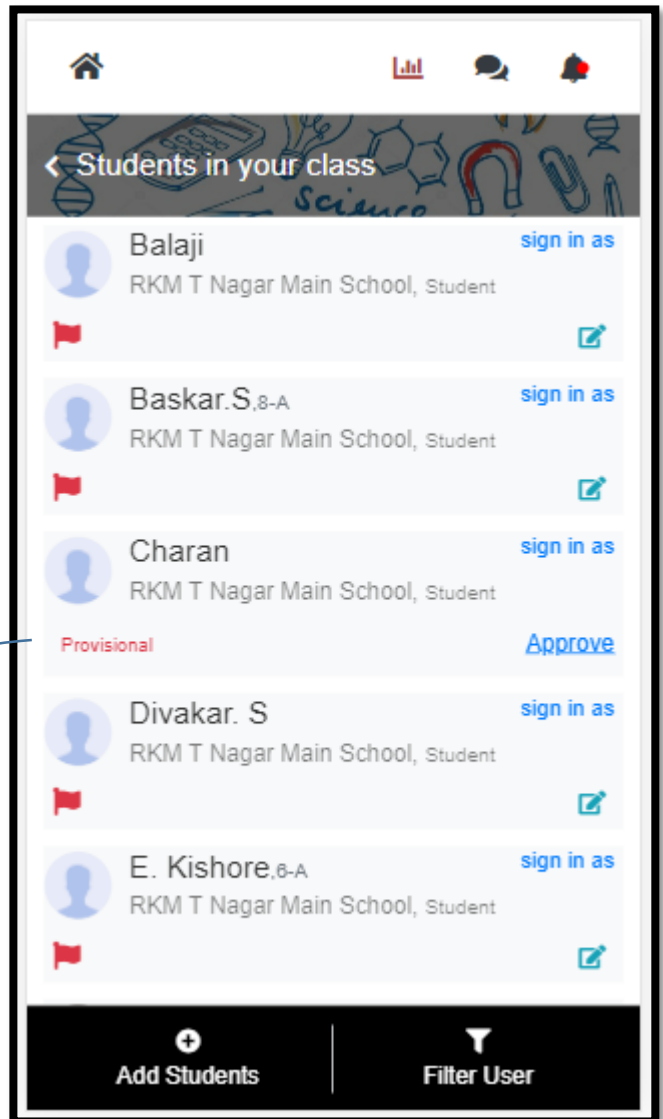 Students in your class
science
Balaji
sign in as
RKM T Nagar Main School, Student
Baskar.S,8-A
sign in as
RKM T Nagar Main School, Student
Charan
sign in as
RKM T Nagar Main School, Student
Provisional
Approve
Divakar. S
sign in as
RKM T Nagar Main School, Student
E. Kishore,6-A
sign in as
RKM T Nagar Main School, Student
Add Students
Filter User